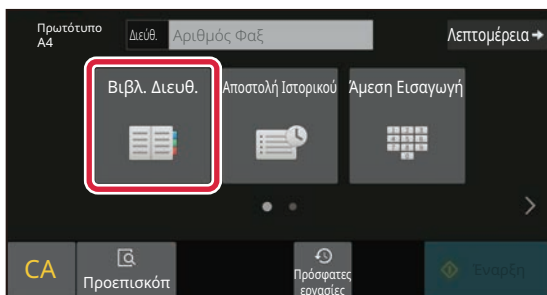 Πρωτότυπο
A4
Διεύθ. Αριθμός Φαξ
Λεπτομέρεια
Βιβλ. Διευθ.
Αποστολή Ιστορικού
Άμεση Εισαγωγή
CA
Προεπισκόπ
Πρόσφατες
εργασίες
Έναρξη